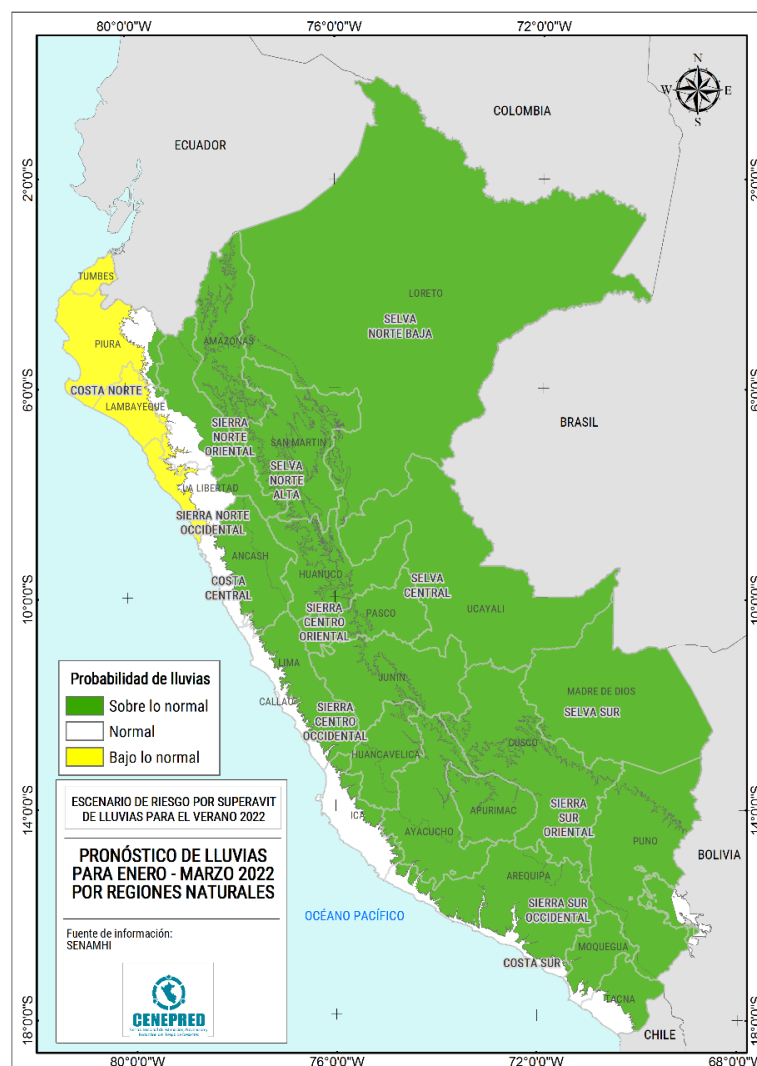 80°0'0"W
76°0'0"W
72°0'0"W
N
W
E
S
COLOMBIA
ECUADOR
2°0'0"S
2°0'0"S
TUMBES
LORETO
SELVA
NORTE BAJA
PIURA
AMAZONAS
6°0'0"S
6°0'0"S
COSTA NORTE
LAMBAYEQUE
BRASIL
SIERRA
NORTE
ORIENTAL
SAN MARTIN
SELVA
NORTE
ALTA
LA LIBERTAD
SIERRA NORTE
OCCIDENTAL
ANCASH
HUANUCO
COSTA
CENTRAL
SELVA
CENTRAL
10°0'0"S
10°0'0"S
SIERRA
CENTRO
ORIENTAL
PASCO
UCAYALI
LIMA
JUNIN
CALLAO
MADRE DE DIOS
SELVA SUR
SIERRA
CENTRO
OCCIDENTAL
CUSCO
HUANCAVELICA
Probabilidad de lluvias
Sobre lo normal
Normal
Bajo lo normal
14°0'0"S
14°0'0"S
ICA
AYACUCHO
APURIMAC
SIERRA
SUR
ORIENTAL
PUNO
BOLIVIA
ESCENARIO DE RIESGO POR SUPERAVIT
DE LLUVIAS PARA EL VERANO 2022
PRONÓSTICO DE LLUVIAS
PARA ENERO - MARZO 2022
POR REGIONES NATURALES
Fuente de información:
SENAMHI
CENEPRED
AREQUIPA
SIERRA SUR
OCCIDENTAL
OCÉANO PACÍFICO
MOQUEGUA
COSTA SUR
TACNA
18°0'0"S
18°0'0"S
CHILE
80°0'0"W
76°0'0"W
72°0'0"W
68°0'0"W